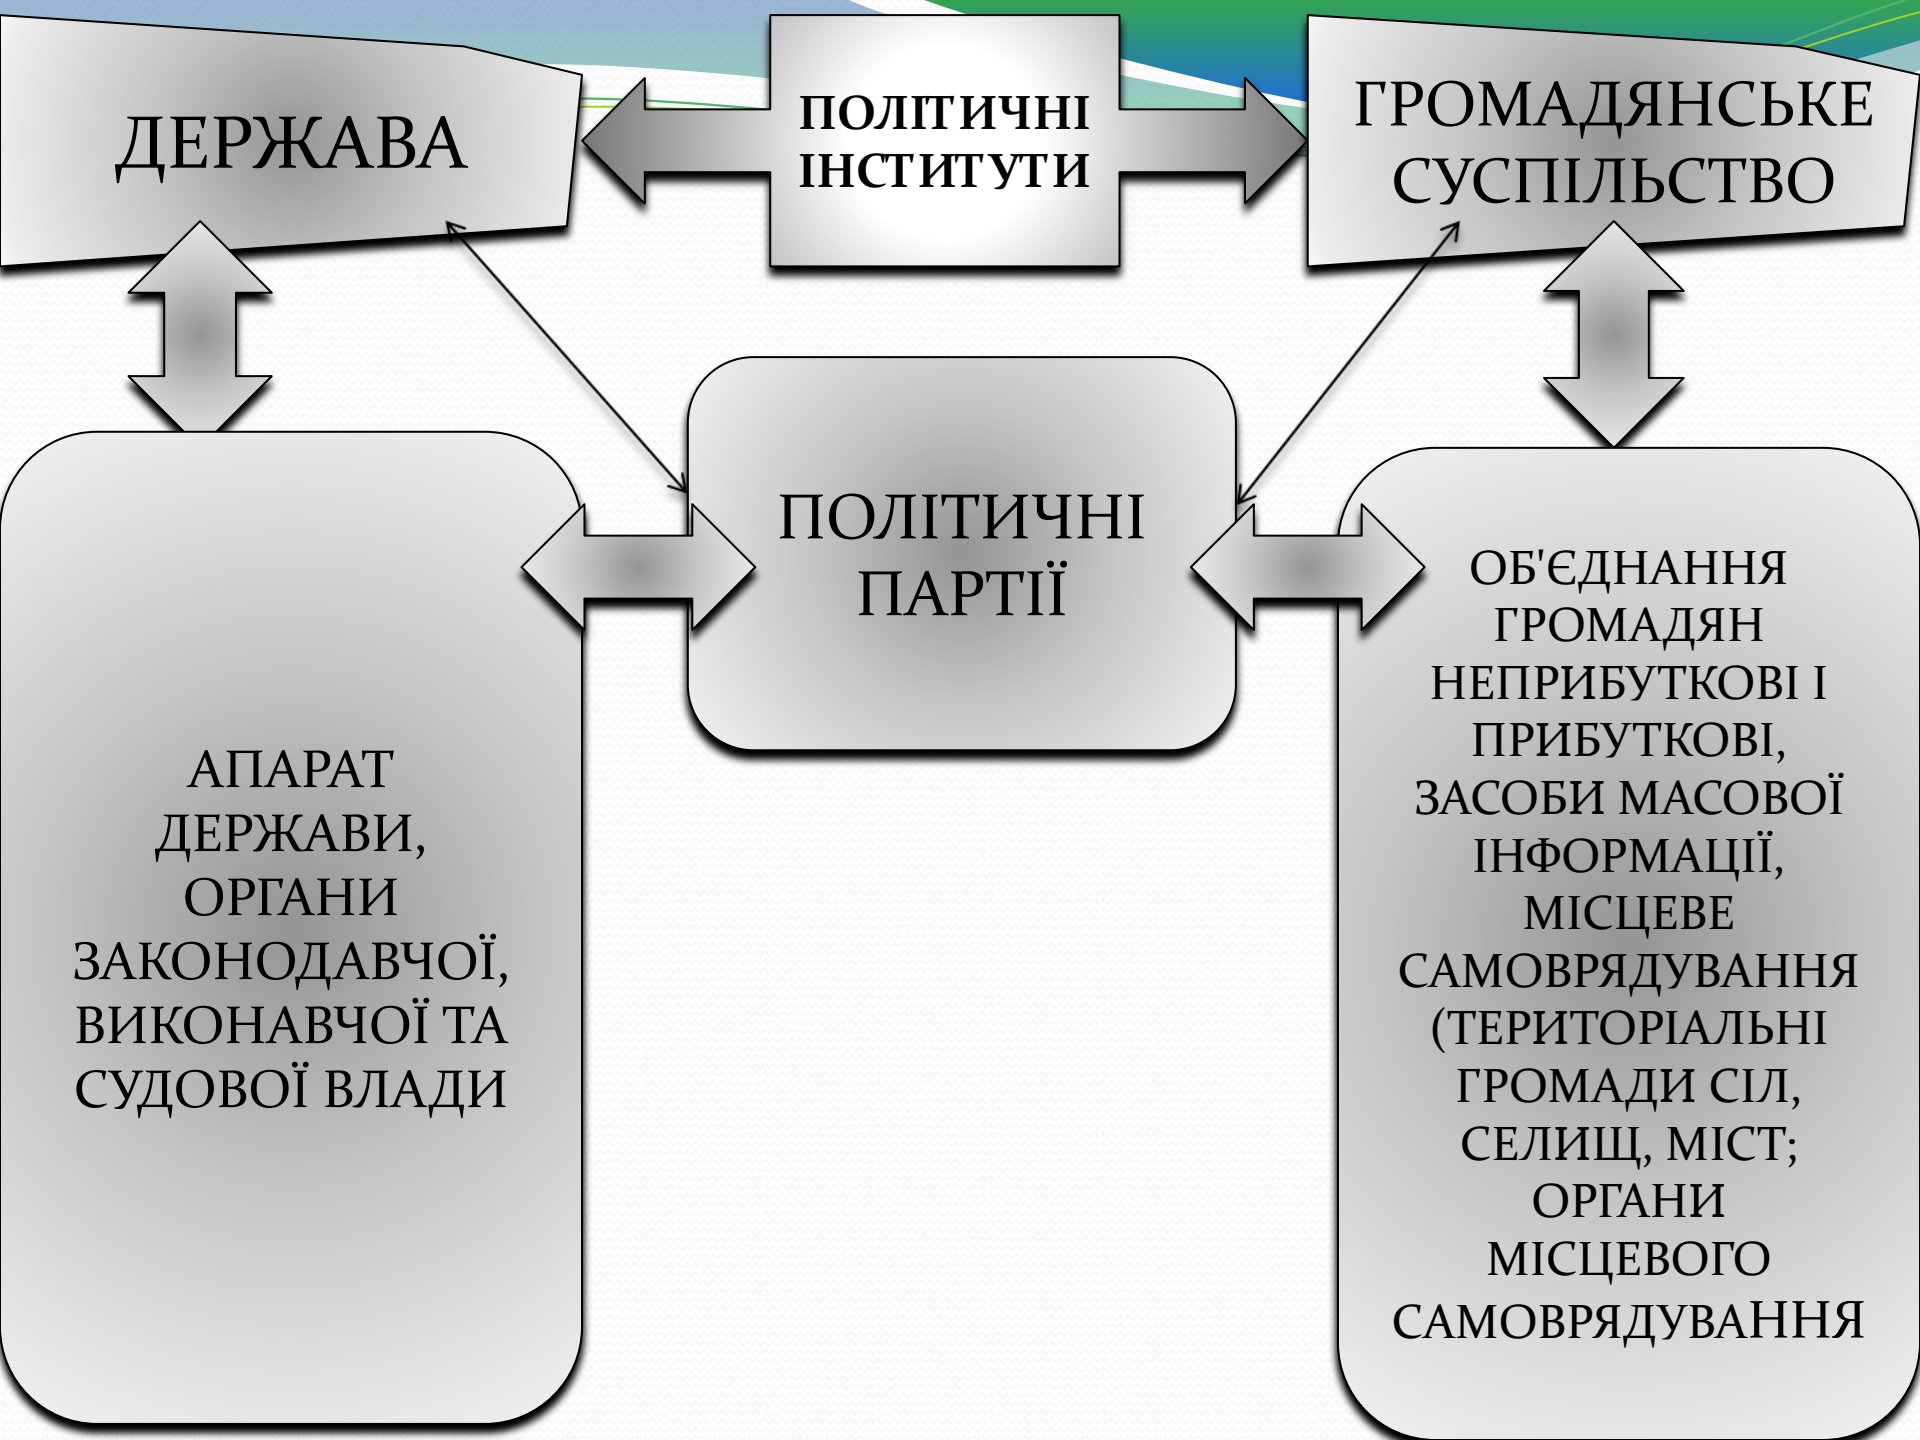 ДЕРЖАВА
ПОЛІТИЧНІ
ІНСТИТУТИ
ГРОМАДЯНСЬКЕ
СУСПІЛЬСТВО
ПОЛІТИЧНІ
ПАРТІЇ
АПАРАТ
ДЕРЖАВИ,
ОРГАНИ
ЗАКОНОДАВЧОЇ,
ВИКОНАВЧОЇ ТА
СУДОВОЇ ВЛАДИ
ОБ'ЄДНАННЯ
ГРОМАДЯН
НЕПРИБУТКОВІ І
ПРИБУТКОВІ,
ЗАСОБИ МАСОВОЇ
ІНФОРМАЦІЇ,
МІСЦЕВЕ
САМОВРЯДУВАННЯ
(ТЕРИТОРІАЛЬНІ
ГРОМАДИ СІЛ,
СЕЛИЩ, МІСТ;
ОРГАНИ
МІСЦЕВОГО
САМОВРЯДУВАННЯ